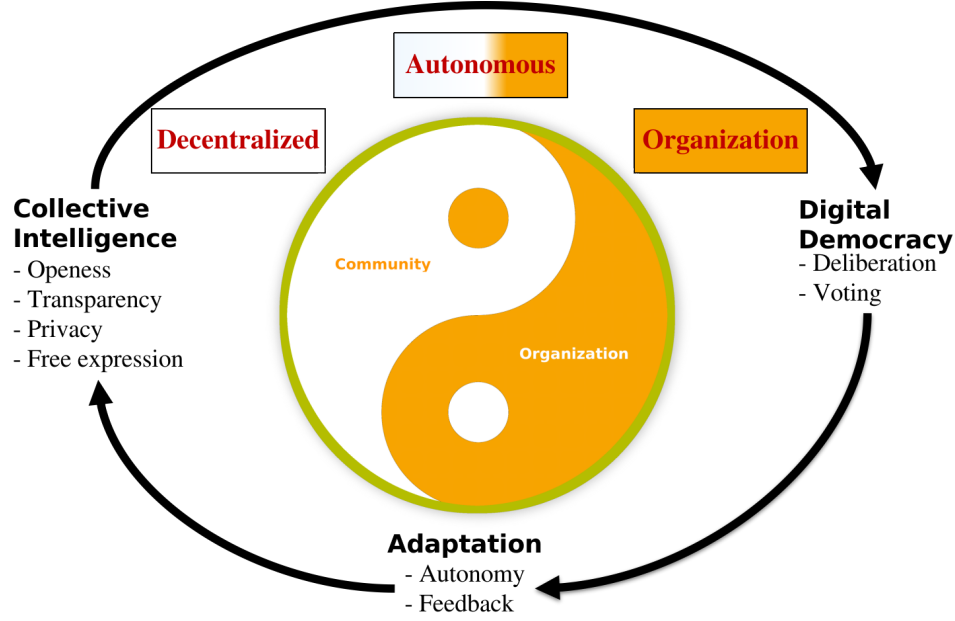 Autonomous
Decentralized
Organization
Collective
Intelligence
- Openess
- Transparency
- Privacy
- Free expression
Community
Organization
Digital
Democracy
- Deliberation
- Voting
Adaptation
- Autonomy
- Feedback